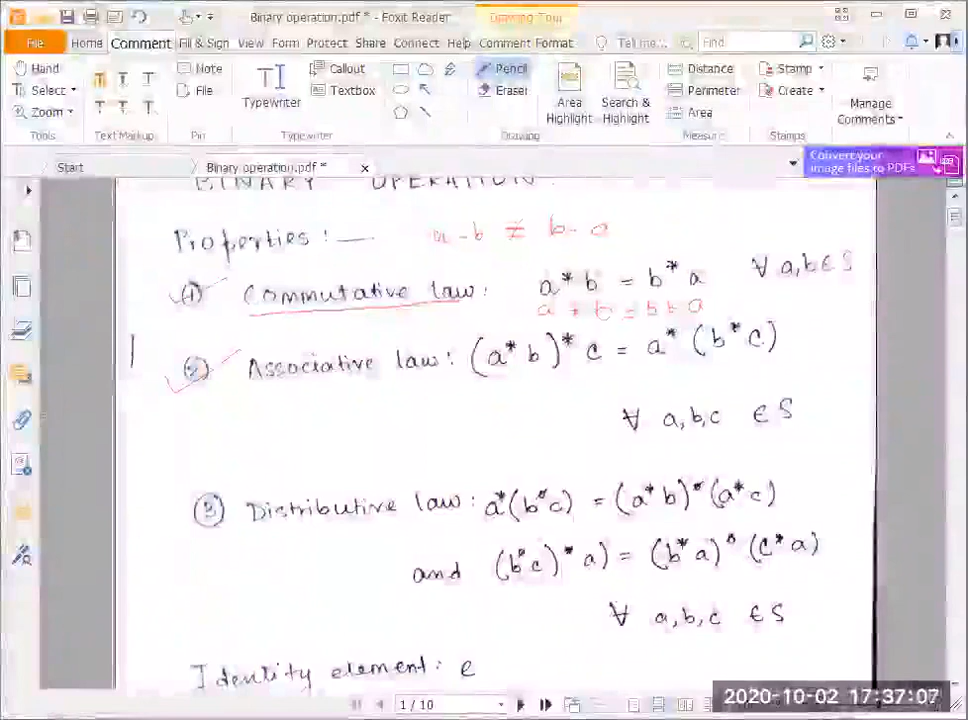 Binary operation.pdf * - Foxit Reader
Drawing Too
File Home Comment Fill & Sign View Form Protect Share Connect Help Comment Format Tell me... Find
Hand
Select
Zoom
Tools
Text Markup
Note
File
Pin
Typewriter
Callout
Textbox
Typewriter
Pencil
Eraser
Drawing
Area Highlight
Search & Highlight
Distance
Perimeter
Area
Measure
Stamp
Create
Stamps
Manage Comments
Start
Binary operation.pdf *
Convert your image files to PDFs
BINARY OPERATION
Properties : —
a - b ≠ b - a
(1) Commutative law: a * b = b * a ∀ a,b ∈ S
a + b = b + a
(2) Associative law: (a * b) * c = a * (b * c)
∀ a,b,c ∈ S
(3) Distributive law: a*(b°c) = (a*b)°(a*c)
and (b°c) * a) = (b*a)° (c*a)
∀ a,b,c ∈ S
Identity element: e
1 / 10
2020-10-02 17:37:07